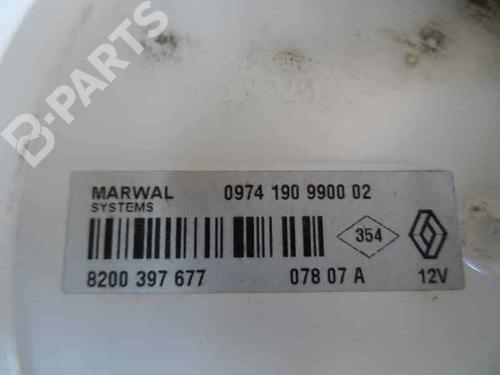 B-PARTS
MARWAL 0974 190 9900 02
SYSTEMS
354
8200 397 677 078 07 A 12V